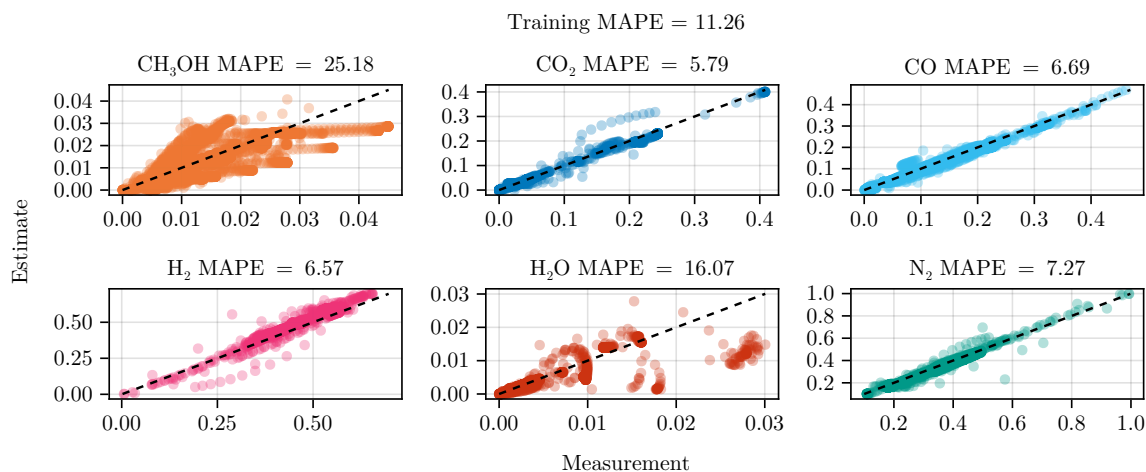 Training MAPE = 11.26
CH₃OH MAPE = 25.18
CO₂ MAPE = 5.79
CO MAPE = 6.69
0.04
0.03
0.02
0.01
0.00
0.00 0.01 0.02 0.03 0.04
0.4
0.3
0.2
0.1
0.0
0.0 0.1 0.2 0.3 0.4
0.4
0.3
0.2
0.1
0.0
0.0 0.1 0.2 0.3 0.4
Estimate
H₂ MAPE = 6.57
H₂O MAPE = 16.07
N₂ MAPE = 7.27
0.50
0.25
0.00
0.00 0.25 0.50
0.03
0.02
0.01
0.00
0.00 0.01 0.02 0.03
1.0
0.8
0.6
0.4
0.2
0.2 0.4 0.6 0.8 1.0
Measurement